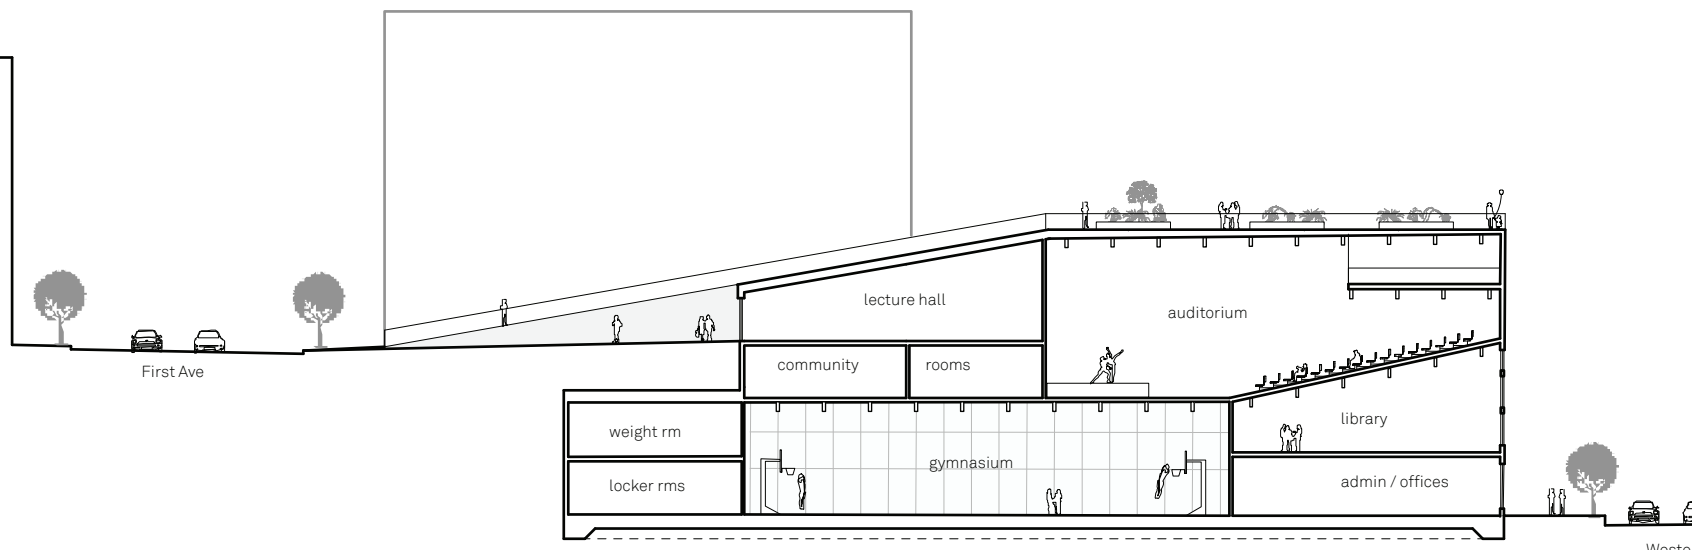 lecture hall
auditorium
First Ave
community
rooms
library
weight rm
gymnasium
locker rms
admin / offices